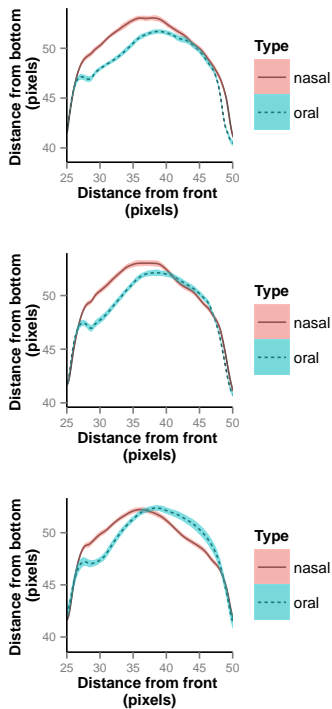 Distance from bottom
(pixels)
50
45
40
25 30 35 40 45 50
Distance from front
(pixels)
Type
nasal
oral
Distance from bottom
(pixels)
50
45
40
25 30 35 40 45 50
Distance from front
(pixels)
Type
nasal
oral
Distance from bottom
(pixels)
50
45
40
25 30 35 40 45 50
Distance from front
(pixels)
Type
nasal
oral